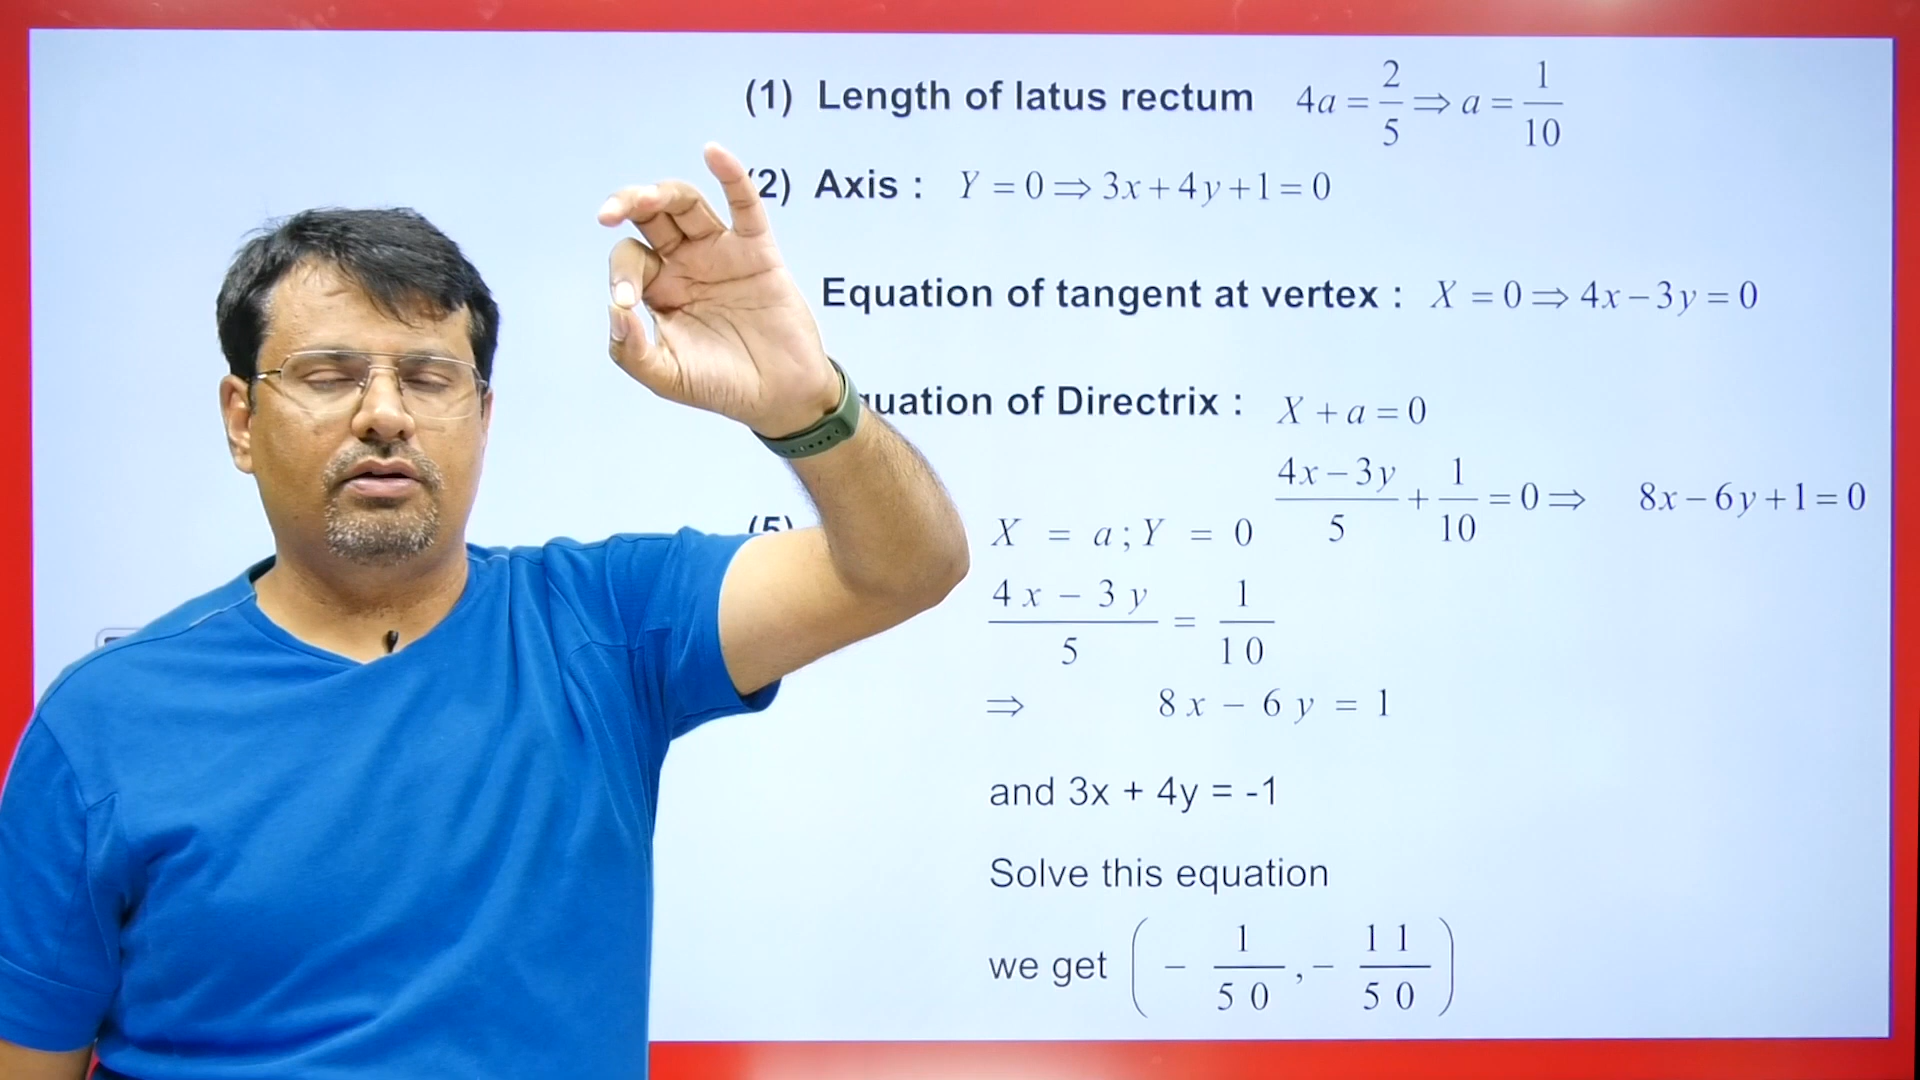 (1) Length of latus rectum 4a = 2/5 ⇒ a = 1/10
2) Axis : Y = 0 ⇒ 3x + 4y + 1 = 0
Equation of tangent at vertex : X = 0 ⇒ 4x − 3y = 0
of Directrix : X + a = 0
(4x − 3y)/5 + 1/10 = 0 ⇒ 8x − 6y + 1 = 0
(5) X = a ; Y = 0
(4x − 3y)/5 = 1/10
⇒ 8x − 6y = 1
and 3x + 4y = -1
Solve this equation
we get (− 1/50 , − 11/50)